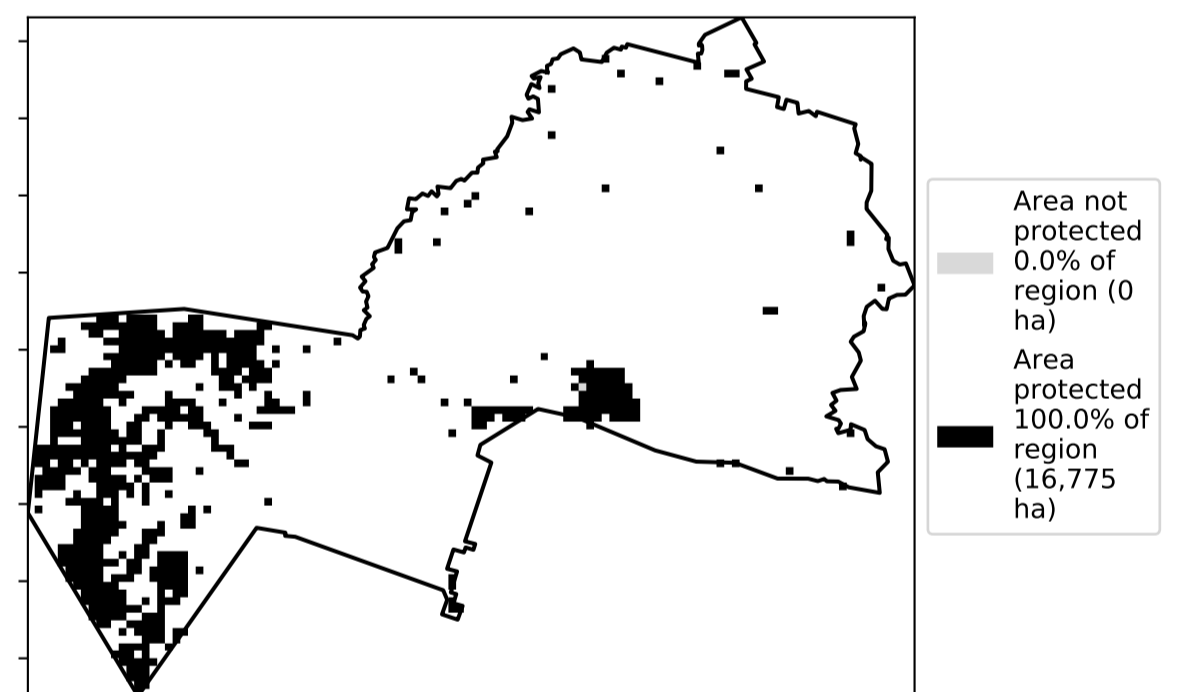 Area not
protected
0.0% of
region (0
ha)
Area
protected
100.0% of
region
(16,775
ha)